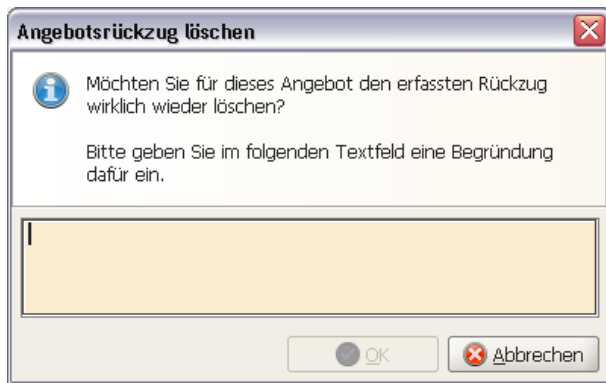 Angebotsrückzug löschen
Möchten Sie für dieses Angebot den erfassten Rückzug
wirklich wieder löschen?
Bitte geben Sie im folgenden Textfeld eine Begründung
dafür ein.
OK
Abbrechen